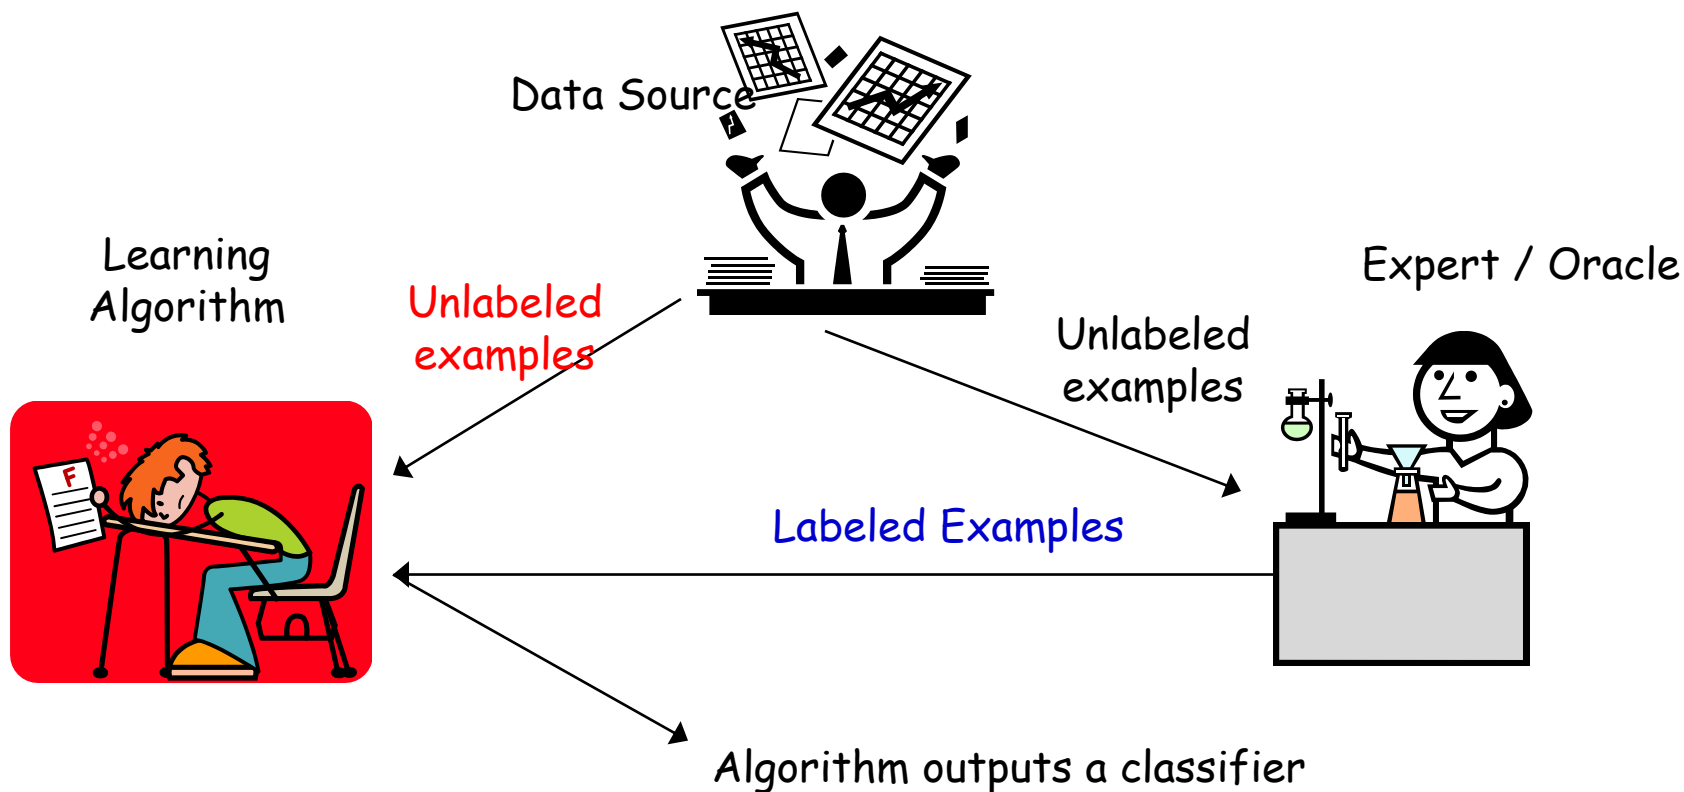 Data Source
Learning
Algorithm
Unlabeled
examples
Expert / Oracle
Unlabeled
examples
F
Labeled Examples
Algorithm outputs a classifier